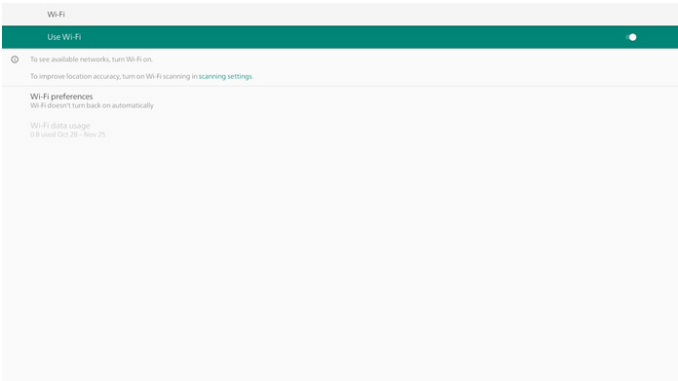 Wi-Fi
Use Wi-Fi
To see available networks, turn Wi-Fi on.
To improve location accuracy, turn on Wi-Fi scanning in scanning settings.
Wi-Fi preferences
Wi-Fi doesn't turn back on automatically
Wi-Fi data usage
0 B used Oct 28 – Nov 25